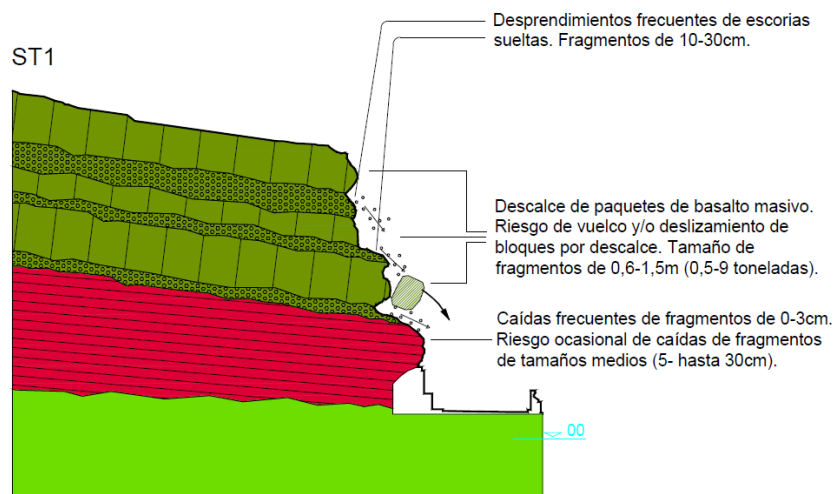 Desprendimientos frecuentes de escorias
sueltas. Fragmentos de 10-30cm.
ST1
Descalce de paquetes de basalto masivo.
Riesgo de vuelco y/o deslizamiento de
bloques por descalce. Tamaño de
fragmentos de 0,6-1,5m (0,5-9 toneladas).
Caídas frecuentes de fragmentos de 0-3cm.
Riesgo ocasional de caídas de fragmentos
de tamaños medios (5- hasta 30cm).
00